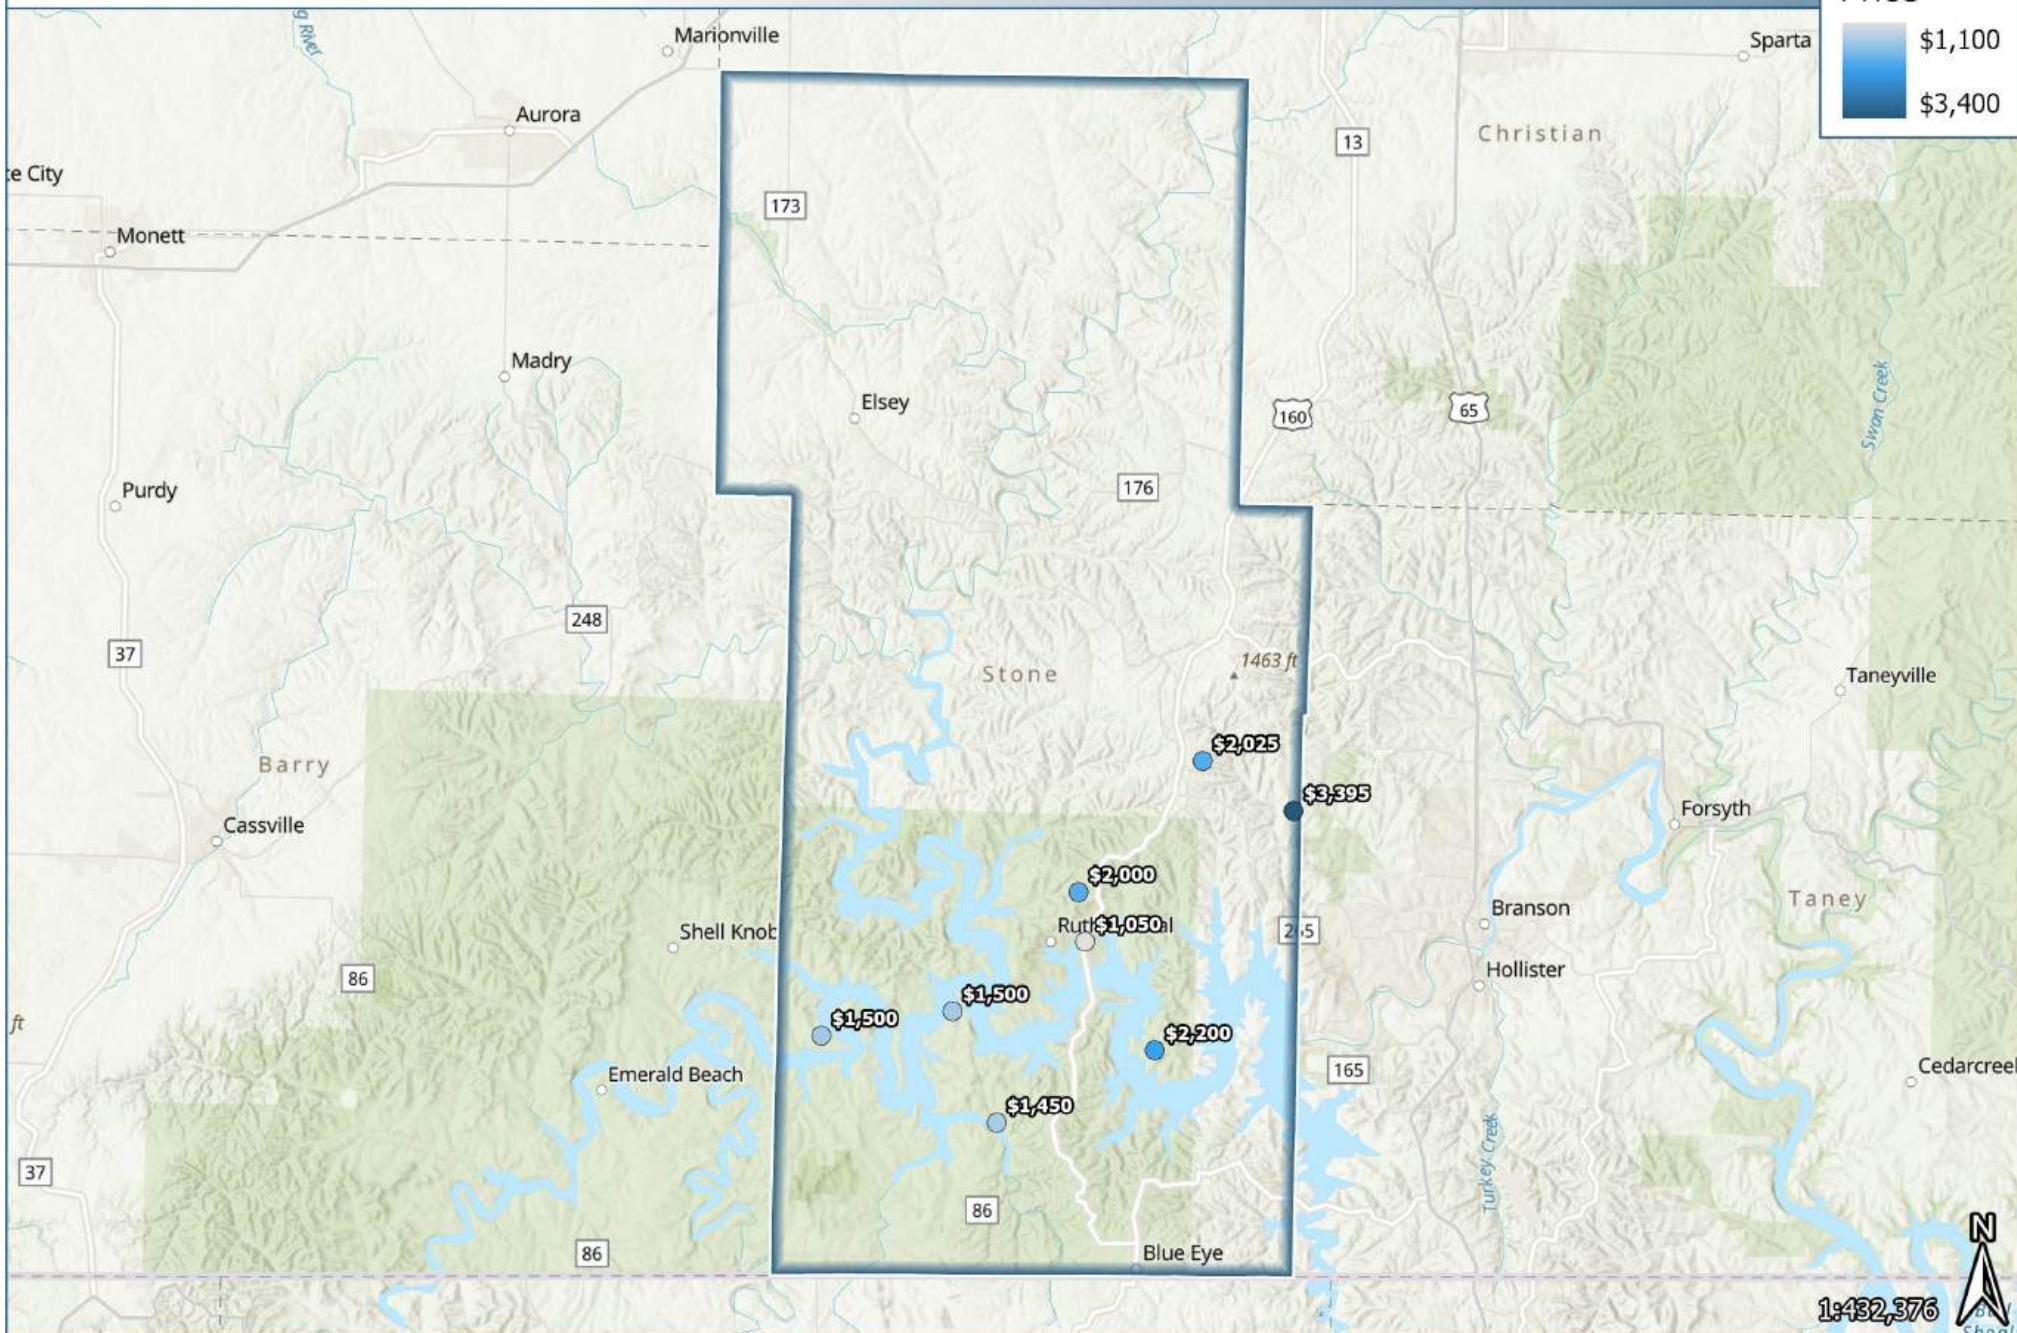 Marionville
Sparta
$1,100
$3,400
Aurora
Christian
13
173
Monett
Madry
Elsey
160
65
Swan Creek
Purdy
176
248
37
Stone
1463 ft
Taneyville
Barry
$2,025
$3,395
Cassville
Forsyth
$2,000
Taney
Branson
$1,050
Shell Knob
265
86
Hollister
$1,500
$1,500
ft
$2,200
Emerald Beach
165
Cedarcreek
$1,450
Turkey Creek
37
86
86
Blue Eye
N
1:432,376